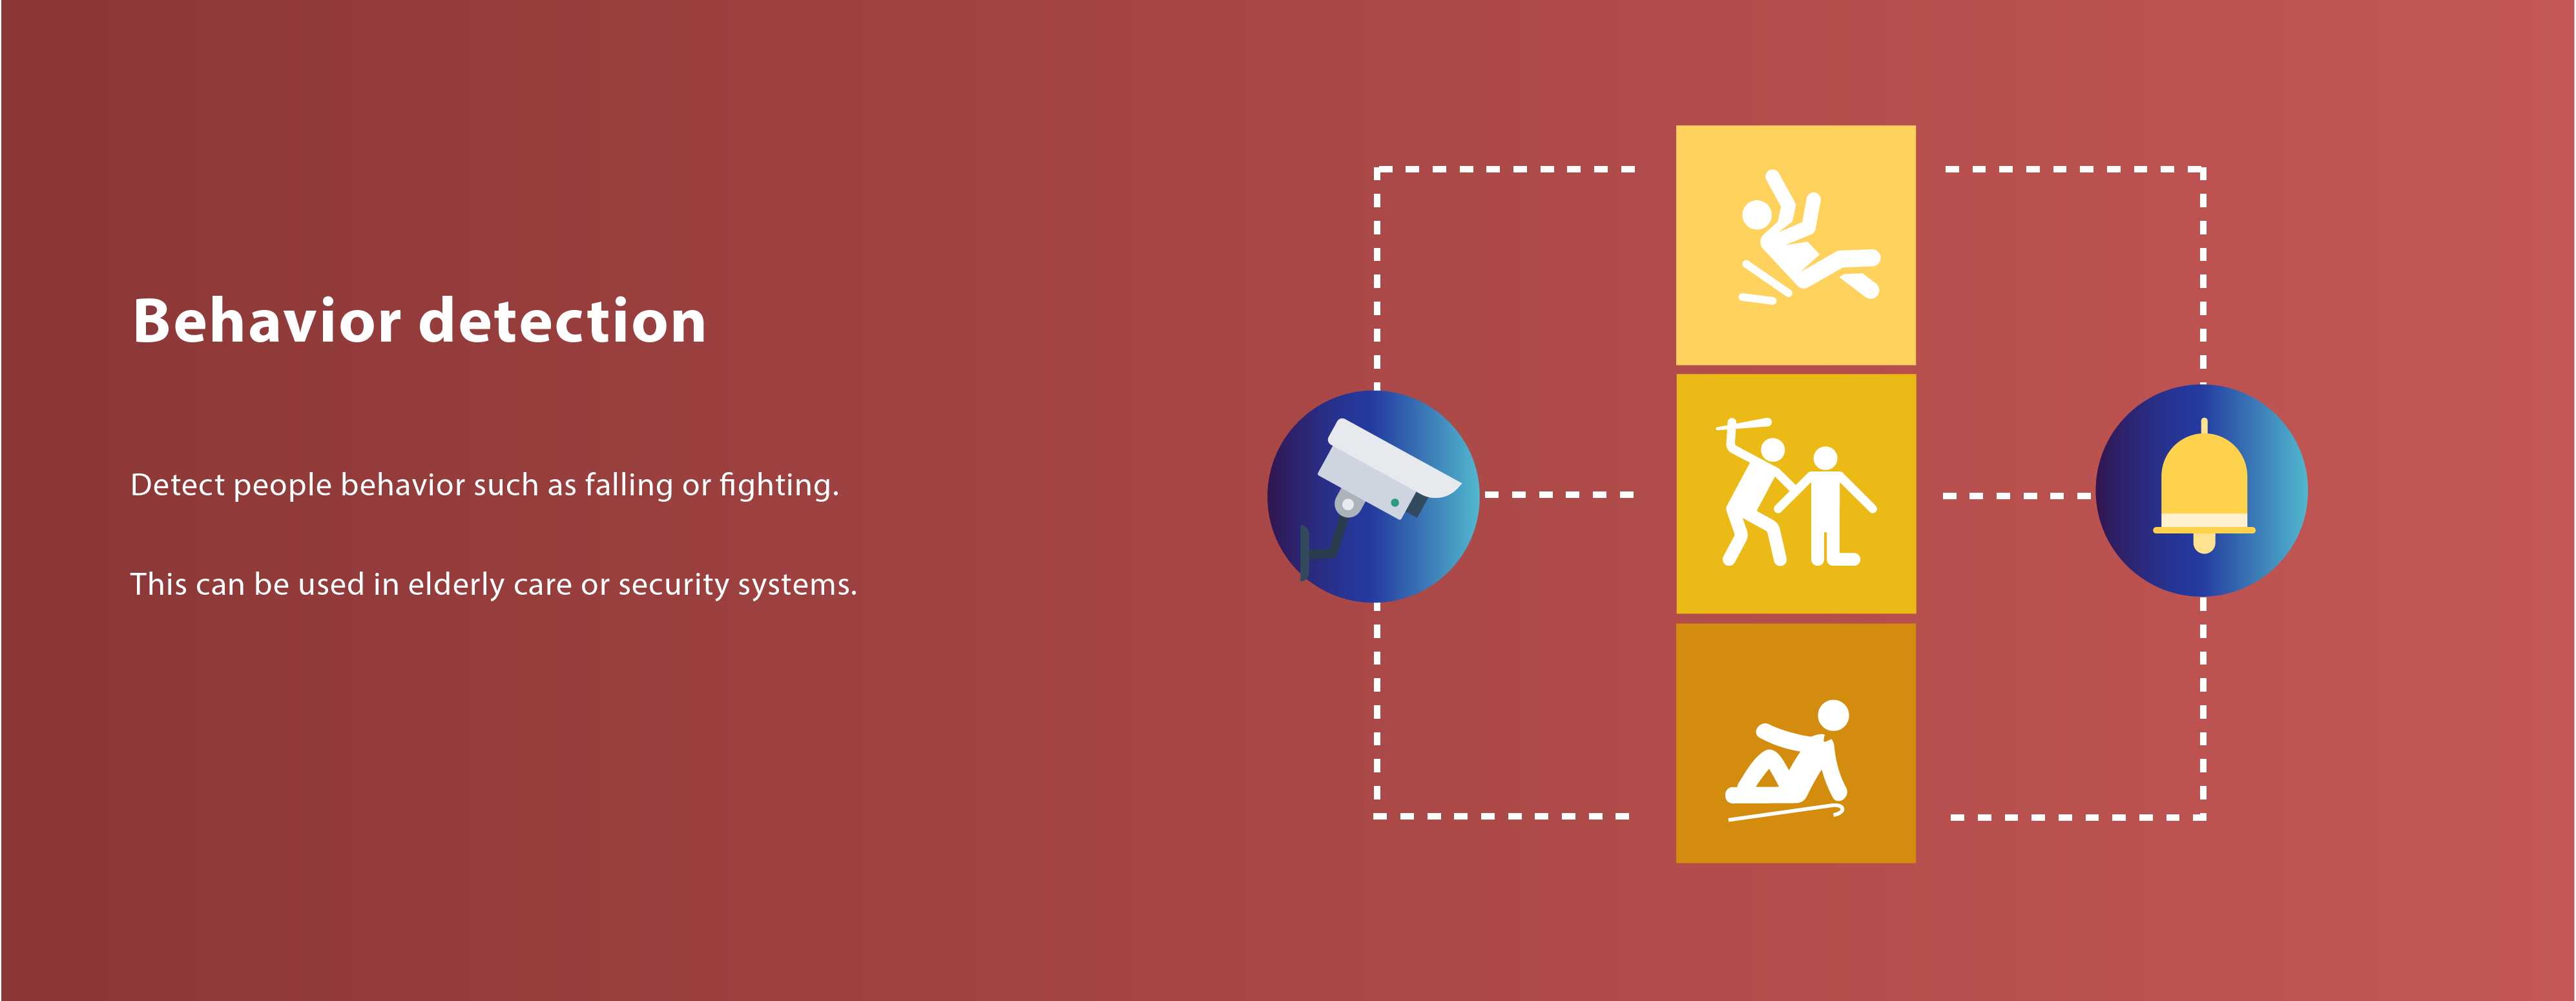 Behavior detection
Detect people behavior such as falling or fighting.
This can be used in elderly care or security systems.